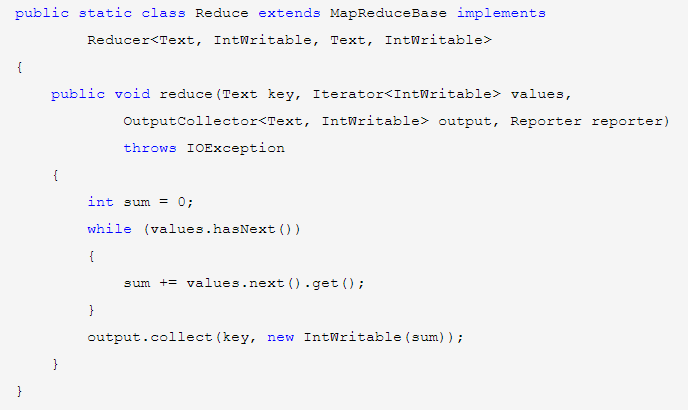 public static class Reduce extends MapReduceBase implements
        Reducer<Text, IntWritable, Text, IntWritable>
{
    public void reduce(Text key, Iterator<IntWritable> values,
            OutputCollector<Text, IntWritable> output, Reporter reporter)
            throws IOException
    {
        int sum = 0;
        while (values.hasNext())
        {
            sum += values.next().get();
        }
        output.collect(key, new IntWritable(sum));
    }
}